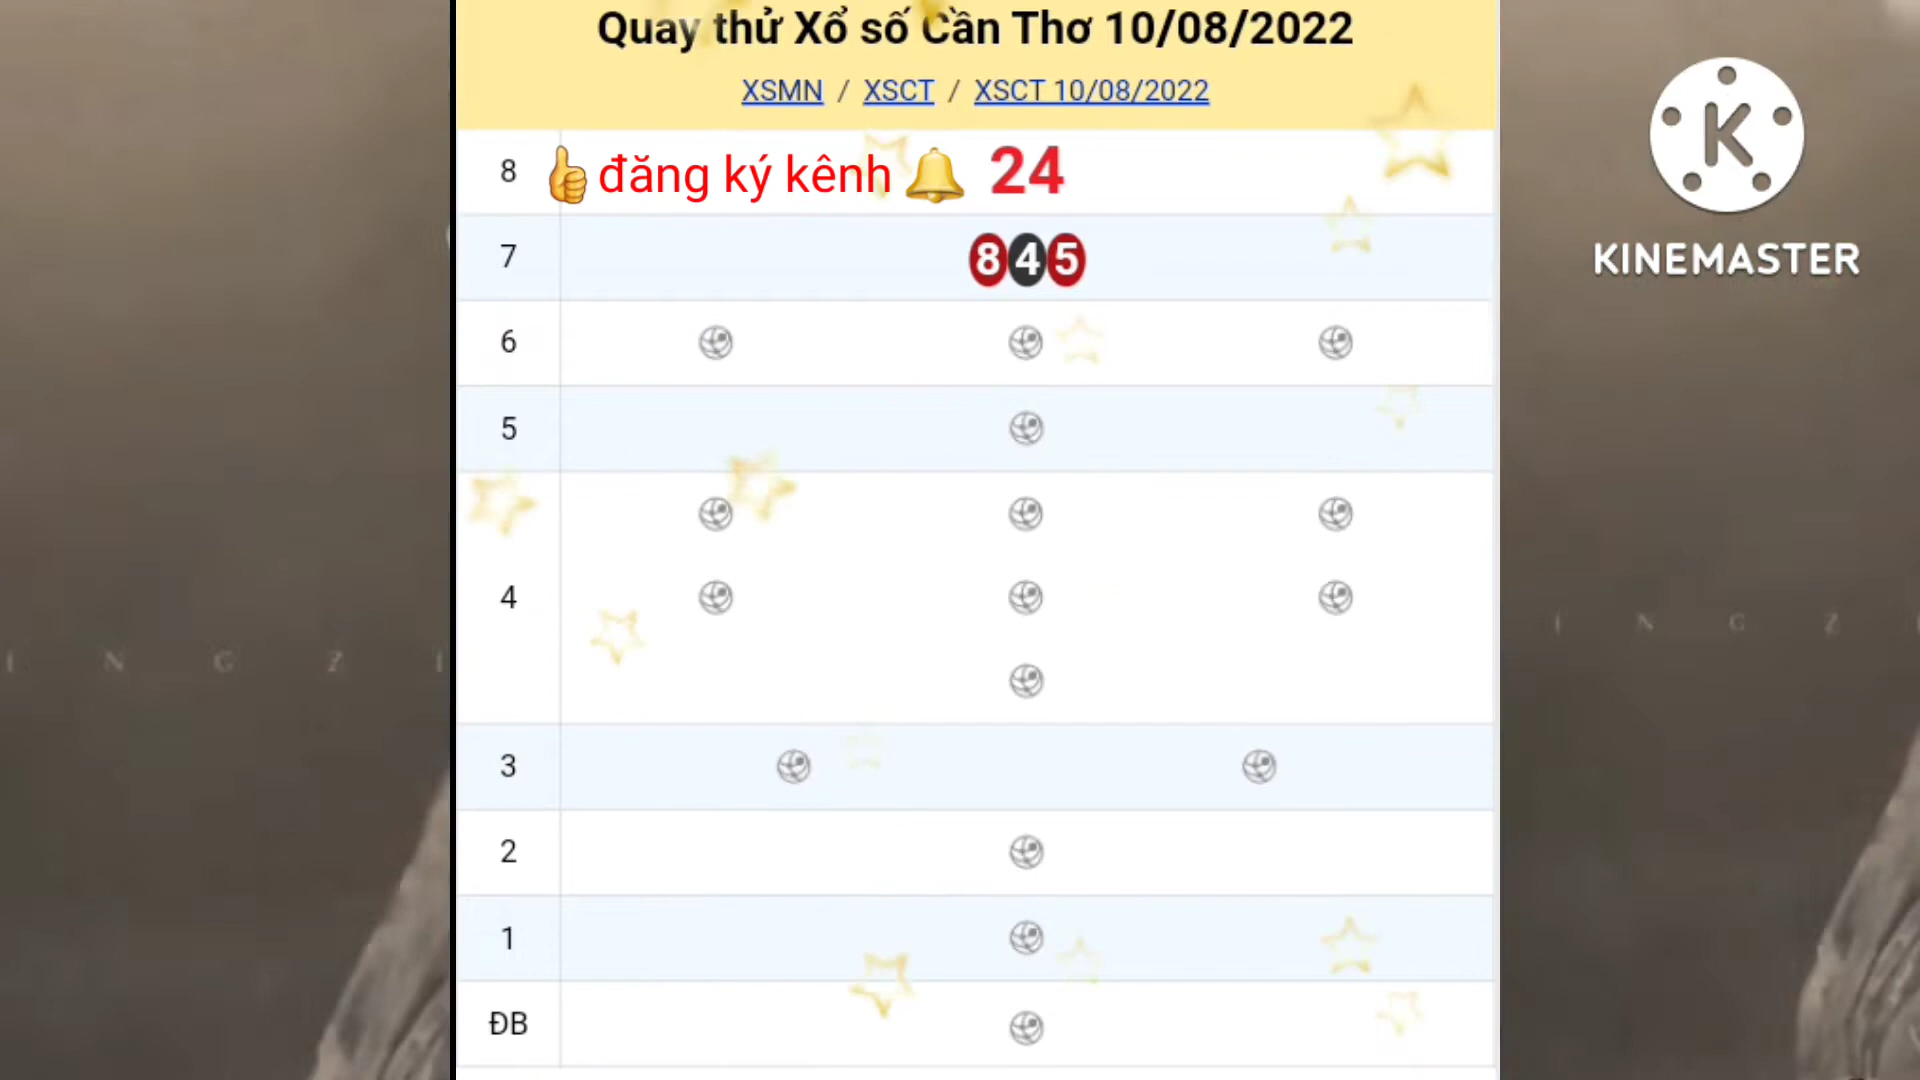 Quay thử Xổ số Cần Thơ 10/08/2022
XSMN / XSCT / XSCT 10/08/2022
8 đăng ký kênh 24
7 845
6
5
4
3
2
1
ĐB
K
KINEMASTER
I N G Z I
I N G Z